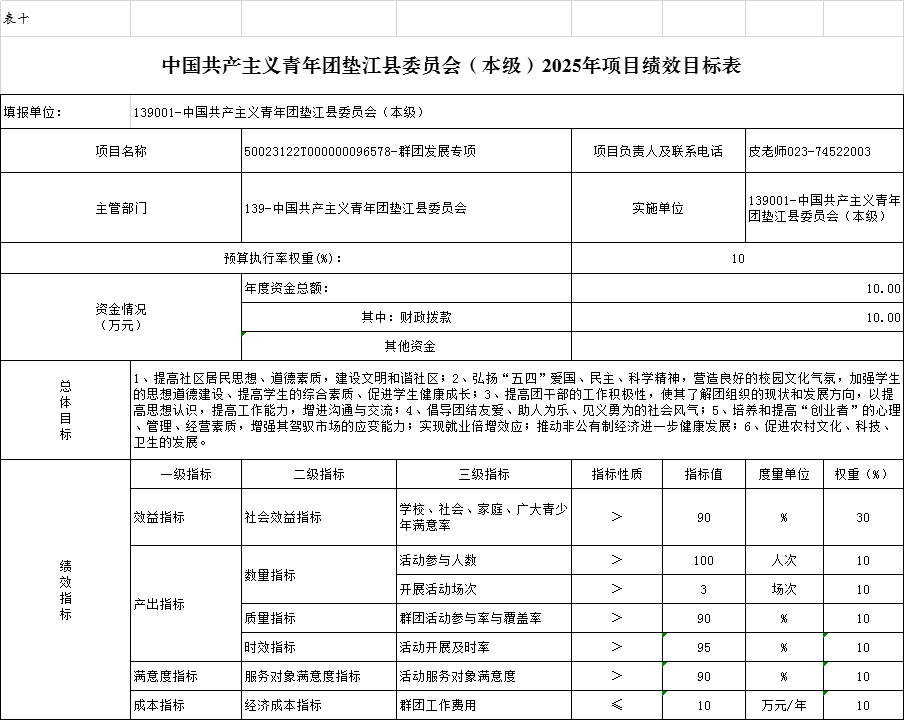 表十
中国共产主义青年团垫江县委员会（本级）2025年项目绩效目标表
填报单位： 139001-中国共产主义青年团垫江县委员会（本级）
项目名称 50023122T000000096578-群团发展专项 项目负责人及联系电话 皮老师023-74522003
主管部门 139-中国共产主义青年团垫江县委员会 实施单位 139001-中国共产主义青年
团垫江县委员会（本级）
预算执行率权重(%)： 10
资金情况
（万元）
年度资金总额： 10.00
其中：财政拨款 10.00
其他资金
总体目标
1、提高社区居民思想、道德素质，建设文明和谐社区；2、弘扬“五四”爱国、民主、科学精神，营造良好的校园文化气氛，加强学生
的思想道德建设、提高学生的综合素质、促进学生健康成长；3、提高团干部的工作积极性，使其了解团组织的现状和发展方向，以提
高思想认识，提高工作能力，增进沟通与交流；4、倡导团结友爱、助人为乐、见义勇为的社会风气；5、培养和提高“创业者”的心理
、管理、经营素质，增强其驾驭市场的应变能力；实现就业倍增效应；推动非公有制经济进一步健康发展；6、促进农村文化、科技、
卫生的发展。
绩效指标
一级指标 二级指标 三级指标 指标性质 指标值 度量单位 权重（%）
效益指标 社会效益指标 学校、社会、家庭、广大青少
年满意率 ＞ 90 % 30
产出指标 数量指标 活动参与人数 ＞ 100 人次 10
开展活动场次 ＞ 3 场次 10
质量指标 群团活动参与率与覆盖率 ＞ 90 % 10
时效指标 活动开展及时率 ＞ 95 % 10
满意度指标 服务对象满意度指标 活动服务对象满意度 ＞ 90 % 10
成本指标 经济成本指标 群团工作费用 ≤ 10 万元/年 10